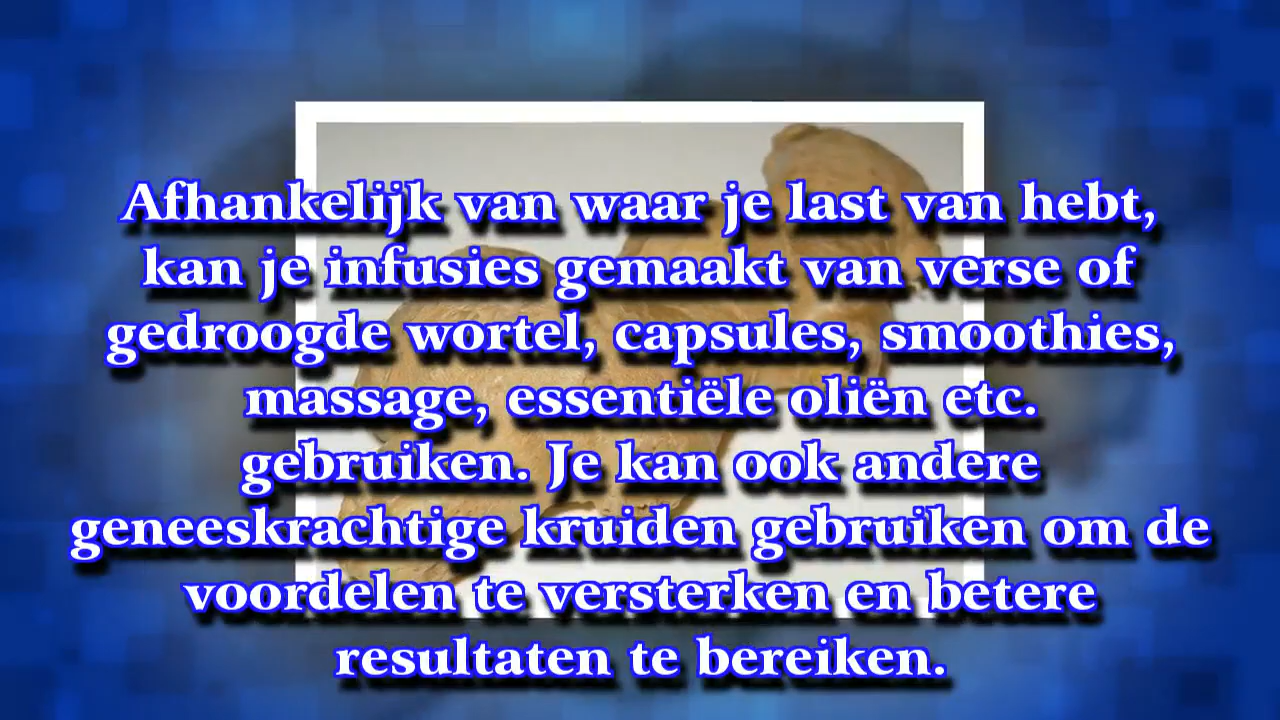 Afhankelijk van waar je last van hebt,
kan je infusies gemaakt van verse of
gedroogde wortel, capsules, smoothies,
massage, essentiële oliën etc.
gebruiken. Je kan ook andere
geneeskrachtige kruiden gebruiken om de
voordelen te versterken en betere
resultaten te bereiken.